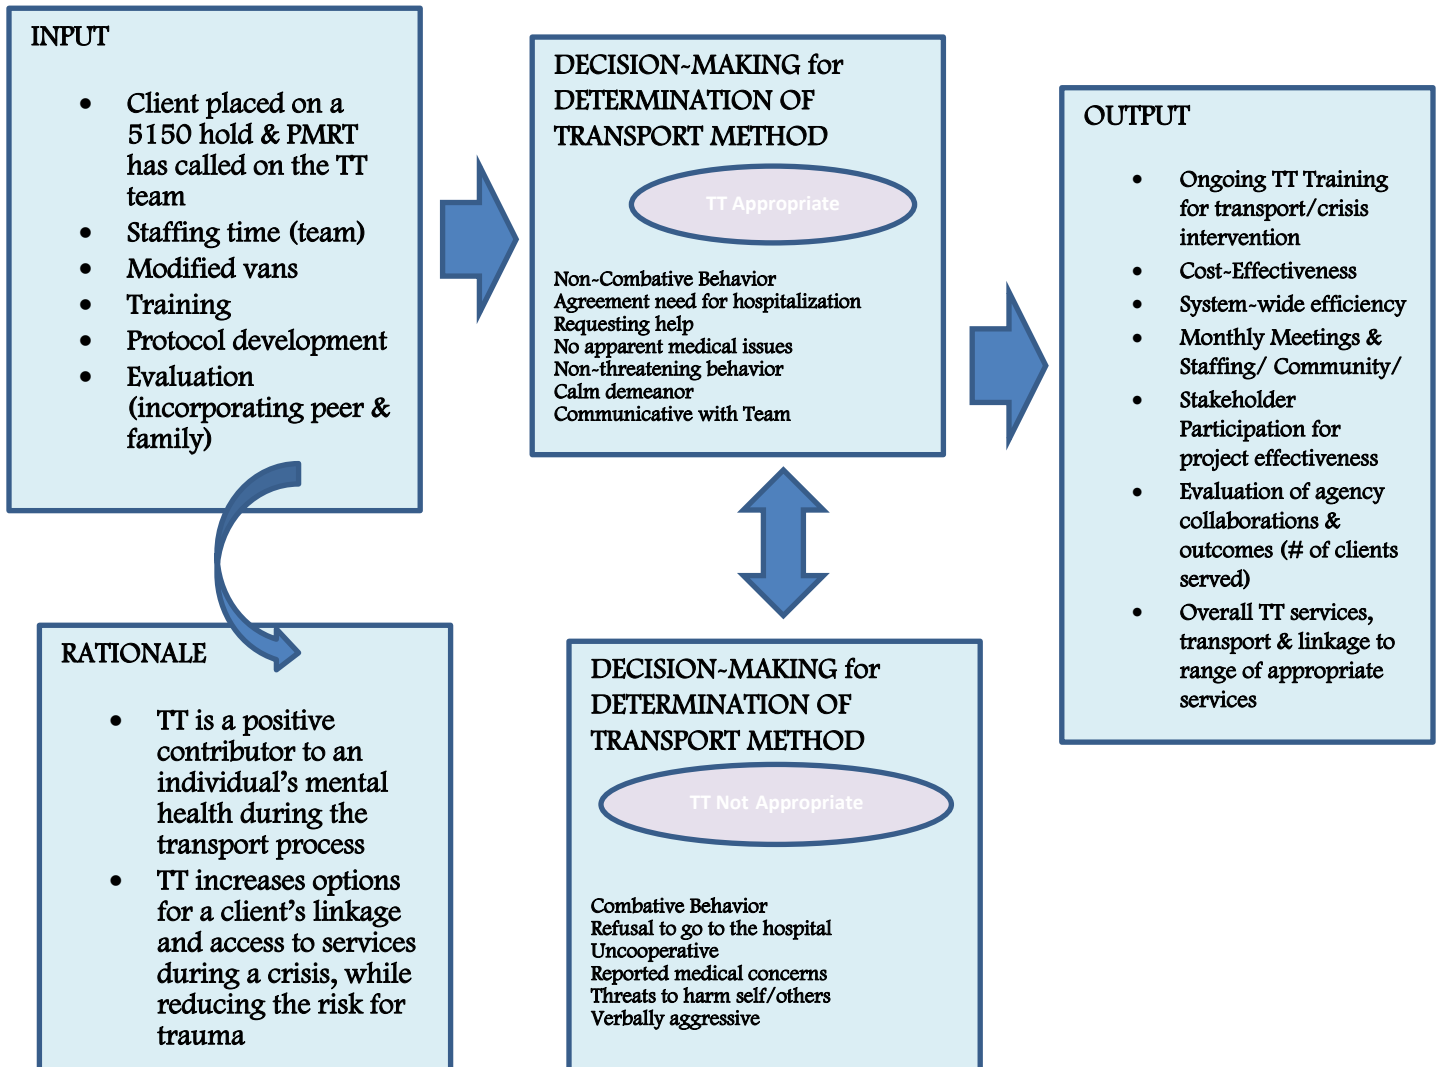 INPUT
• Client placed on a
5150 hold & PMRT
has called on the TT
team
• Staffing time (team)
• Modified vans
• Training
• Protocol development
• Evaluation
(incorporating peer &
family)
RATIONALE
• TT is a positive
contributor to an
individual’s mental
health during the
transport process
• TT increases options
for a client’s linkage
and access to services
during a crisis, while
reducing the risk for
trauma
DECISION-MAKING for
DETERMINATION OF
TRANSPORT METHOD
TT Appropriate
Non-Combative Behavior
Agreement need for hospitalization
Requesting help
No apparent medical issues
Non-threatening behavior
Calm demeanor
Communicative with Team
DECISION-MAKING for
DETERMINATION OF
TRANSPORT METHOD
TT Not Appropriate
Combative Behavior
Refusal to go to the hospital
Uncooperative
Reported medical concerns
Threats to harm self/others
Verbally aggressive
OUTPUT
• Ongoing TT Training
for transport/crisis
intervention
• Cost-Effectiveness
• System-wide efficiency
• Monthly Meetings &
Staffing/ Community/
• Stakeholder
Participation for
project effectiveness
• Evaluation of agency
collaborations &
outcomes (# of clients
served)
• Overall TT services,
transport & linkage to
range of appropriate
services